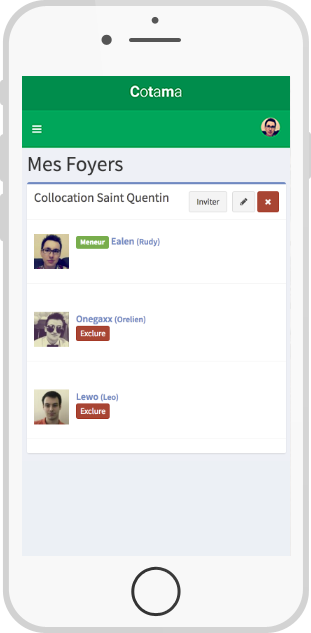 Cotama
Mes Foyers
Collocation Saint Quentin
Inviter
Meneur Ealen (Rudy)
Onegaxx (Orelien)
Exclure
Lewo (Leo)
Exclure